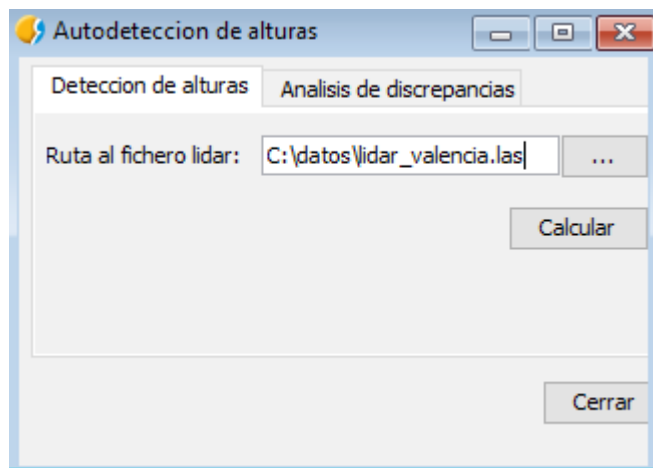 Autodeteccion de alturas
Deteccion de alturas Analisis de discrepancias
Ruta al fichero lidar: C:\datos\lidar_valencia.las ...
Calcular
Cerrar